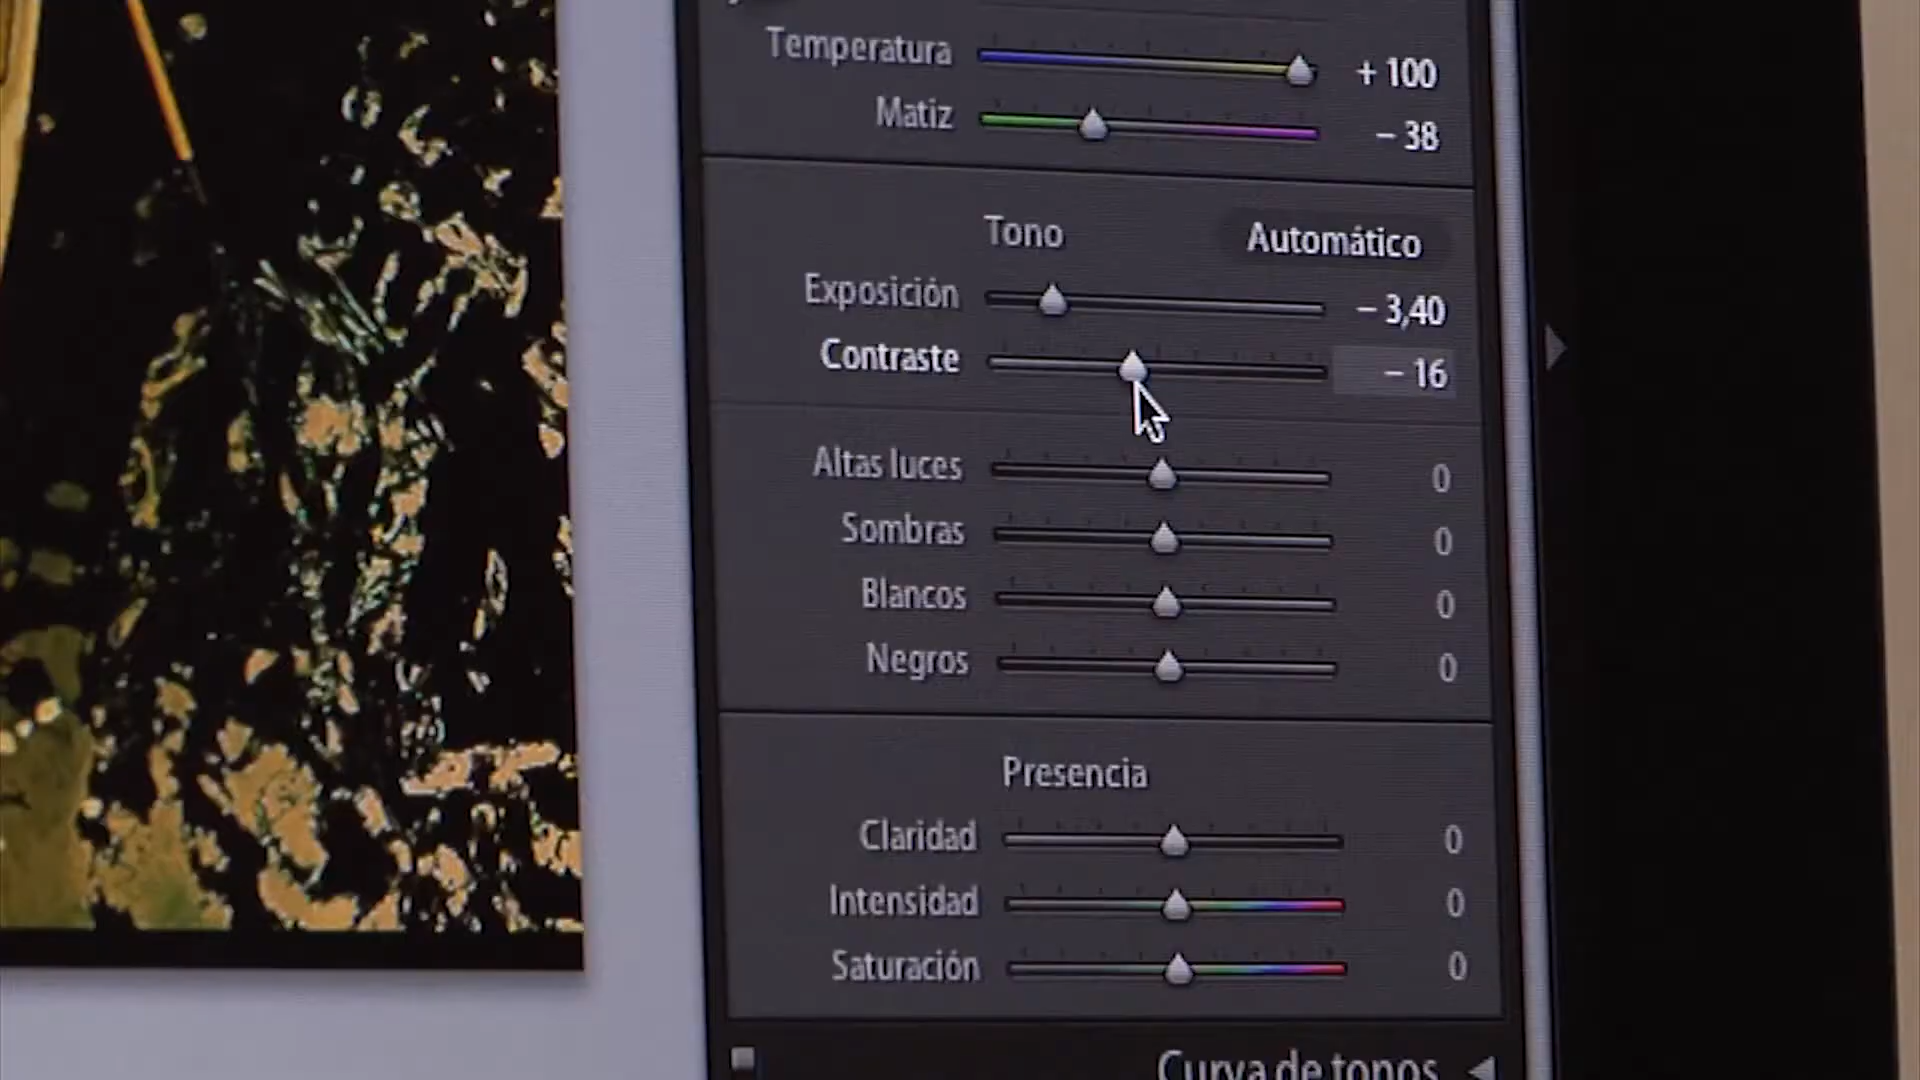 Temperatura + 100
Matiz − 38
Tono Automático
Exposición − 3,40
Contraste − 16
Altas luces 0
Sombras 0
Blancos 0
Negros 0
Presencia
Claridad 0
Intensidad 0
Saturación 0
Curva de tonos